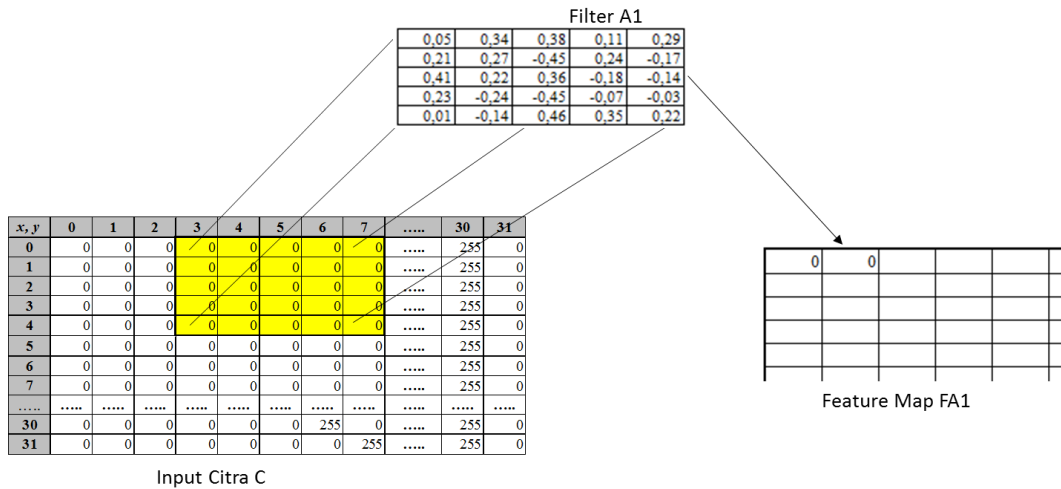 Filter A1
0,05 0,34 0,38 0,11 0,29
0,21 0,27 -0,45 0,24 -0,17
0,41 0,22 0,36 -0,18 -0,14
0,23 -0,24 -0,45 -0,07 -0,03
0,01 -0,14 0,46 0,35 0,22
x, y 0 1 2 3 4 5 6 7 ..... 30 31
0 0 0 0 0 0 0 0 0 ..... 255 0
1 0 0 0 0 0 0 0 0 ..... 255 0
2 0 0 0 0 0 0 0 0 ..... 255 0
3 0 0 0 0 0 0 0 0 ..... 255 0
4 0 0 0 0 0 0 0 0 ..... 255 0
5 0 0 0 0 0 0 0 0 ..... 255 0
6 0 0 0 0 0 0 0 0 ..... 255 0
7 0 0 0 0 0 0 0 0 ..... 255 0
..... ..... ..... ..... ..... ..... ..... ..... ..... ..... ..... .....
30 0 0 0 0 0 0 255 0 ..... 255 0
31 0 0 0 0 0 0 0 255 ..... 255 0
Input Citra C
0 0
Feature Map FA1